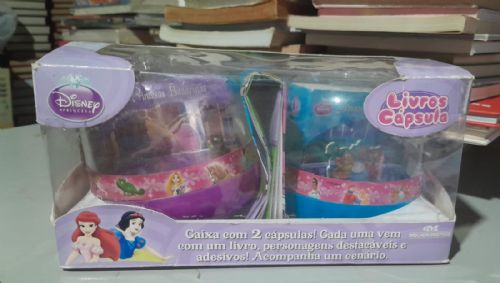 Disney
PRINCESA
Livros
Cápsula
Caixa com 2 cápsulas! Cada uma vem
com um livro, personagens destacáveis e
adesivos! Acompanha um cenário.